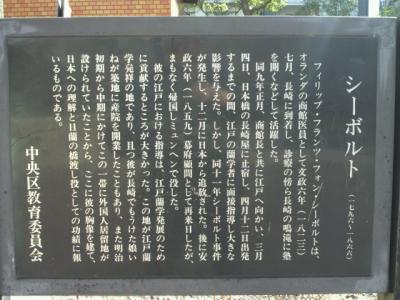 シーボルト
(一七九六〜一八六六)
フィリップ・フランツ・フォン・シーボルトは、
オランダの商館医員として文政六年(一八二三)
七月、長崎に到着し、診察の傍ら長崎の鳴滝に塾
を開くなどして活躍した。
同九年正月、商館長と共に江戸へ向かい、三月
四日、日本橋の長崎屋に止宿し、四月十二日出発
するまでの間、江戸の蘭学者に面接指導し大きな
影響を与えた。しかし、同十一年シーボルト事件
が発生し、十二月に日本から追放された。後に安
政六年(一八五九)幕府顧問として再来日したが、
まもなく帰国しミュンヘンで没した。
彼の江戸における指導は、江戸蘭学発展のため
に貢献するところが大きかった。この地が江戸蘭
学発祥の地であり、且つ彼が長崎でもうけた娘い
ねが築地に産院を開業したこともあり、また明治
初期から中期にかけてこの一帯に外国人居留地が
設けられていたことから、ここに彼の胸像を建て、
日本への理解と日蘭の橋渡し役としての功績に報
いるものである。
中央区教育委員会